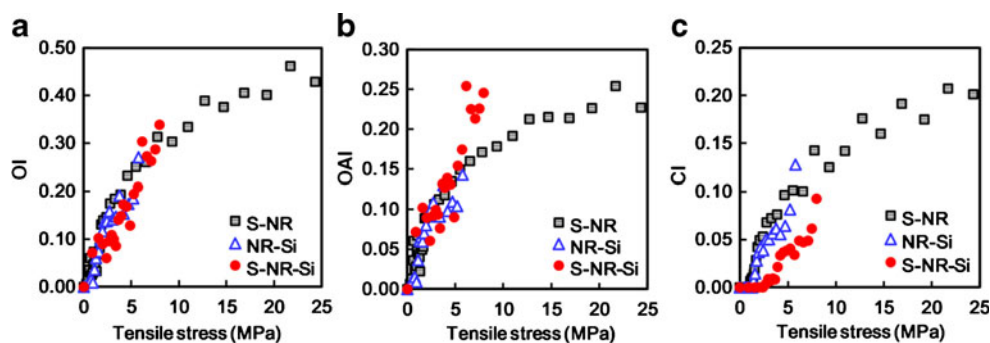 a
0.50
0.40
0.30
0.20
0.10
0.00
OI
S-NR
NR-Si
S-NR-Si
0 5 10 15 20 25
Tensile stress (MPa)
b
0.30
0.25
0.20
0.15
0.10
0.05
0.00
OAI
S-NR
NR-Si
S-NR-Si
0 5 10 15 20 25
Tensile stress (MPa)
c
0.25
0.20
0.15
0.10
0.05
0.00
CI
S-NR
NR-Si
S-NR-Si
0 5 10 15 20 25
Tensile stress (MPa)